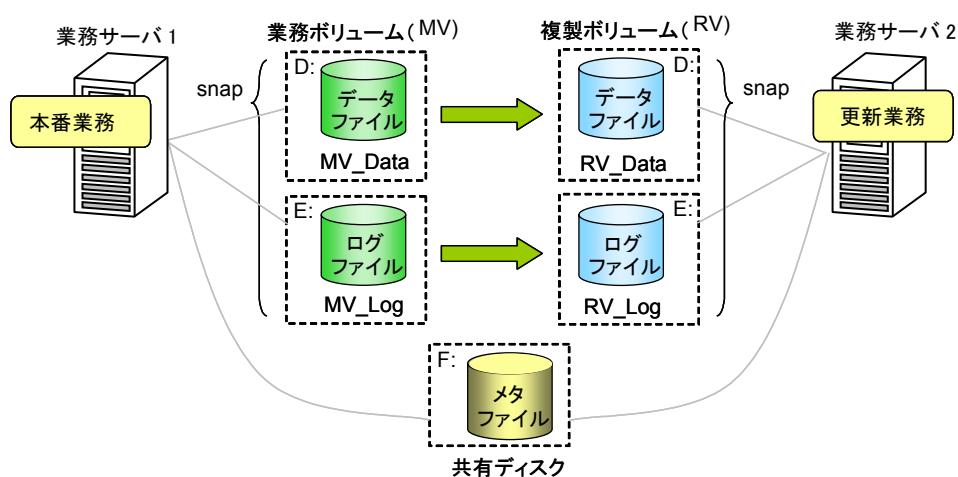 業務サーバ 1
業務ボリューム(MV)
複製ボリューム(RV)
業務サーバ 2
snap
D:
データ
ファイル
MV_Data
D:
データ
ファイル
RV_Data
snap
本番業務
更新業務
E:
ログ
ファイル
MV_Log
E:
ログ
ファイル
RV_Log
F:
メタ
ファイル
共有ディスク